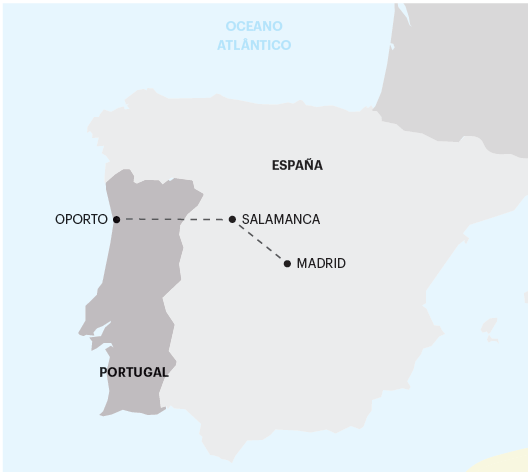 OCEANO
ATLÂNTICO
ESPAÑA
OPORTO
SALAMANCA
MADRID
PORTUGAL